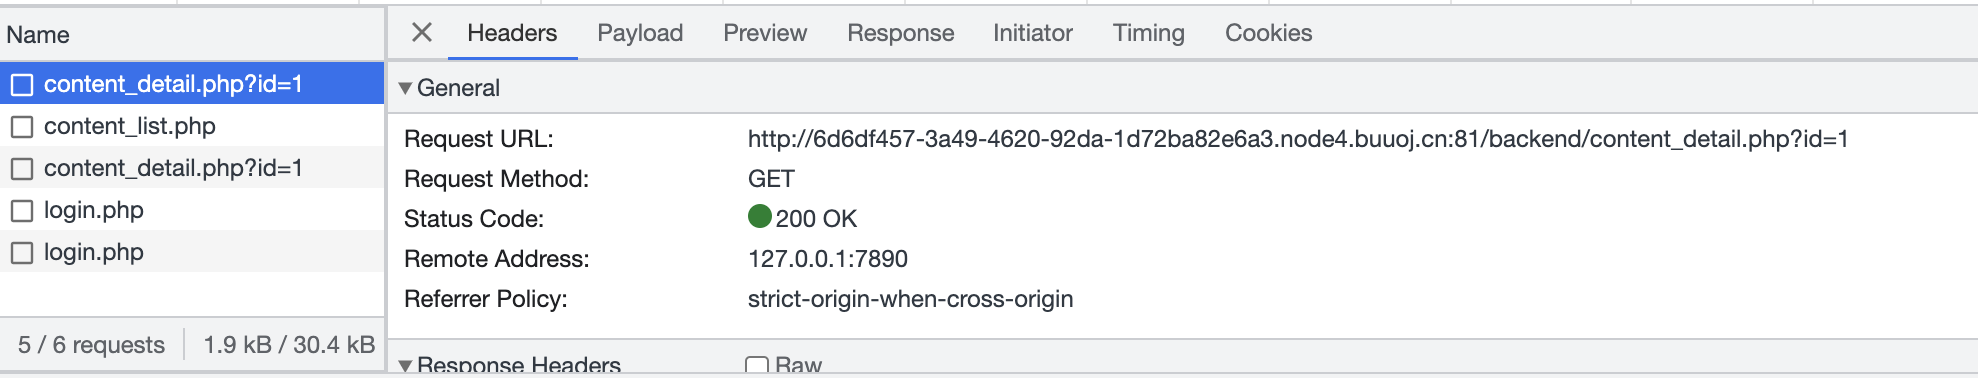 Name
content_detail.php?id=1
content_list.php
content_detail.php?id=1
login.php
login.php
5 / 6 requests 1.9 kB / 30.4 kB
Headers Payload Preview Response Initiator Timing Cookies
General
Request URL: http://6d6df457-3a49-4620-92da-1d72ba82e6a3.node4.buuoj.cn:81/backend/content_detail.php?id=1
Request Method: GET
Status Code: 200 OK
Remote Address: 127.0.0.1:7890
Referrer Policy: strict-origin-when-cross-origin
Response Headers Raw